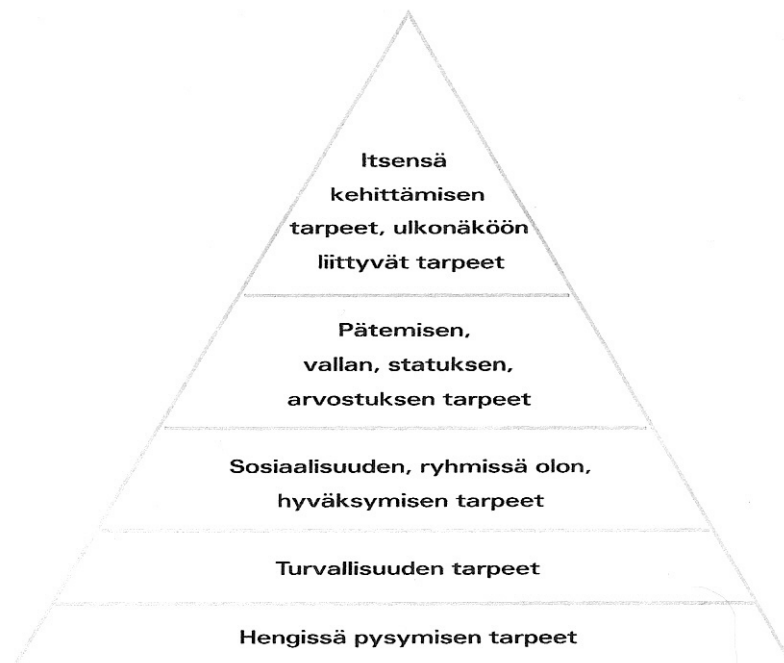 Itsensä
kehittämisen
tarpeet, ulkonäköön
liittyvät tarpeet
Pätemisen,
vallan, statuksen,
arvostuksen tarpeet
Sosiaalisuuden, ryhmissä olon,
hyväksymisen tarpeet
Turvallisuuden tarpeet
Hengissä pysymisen tarpeet